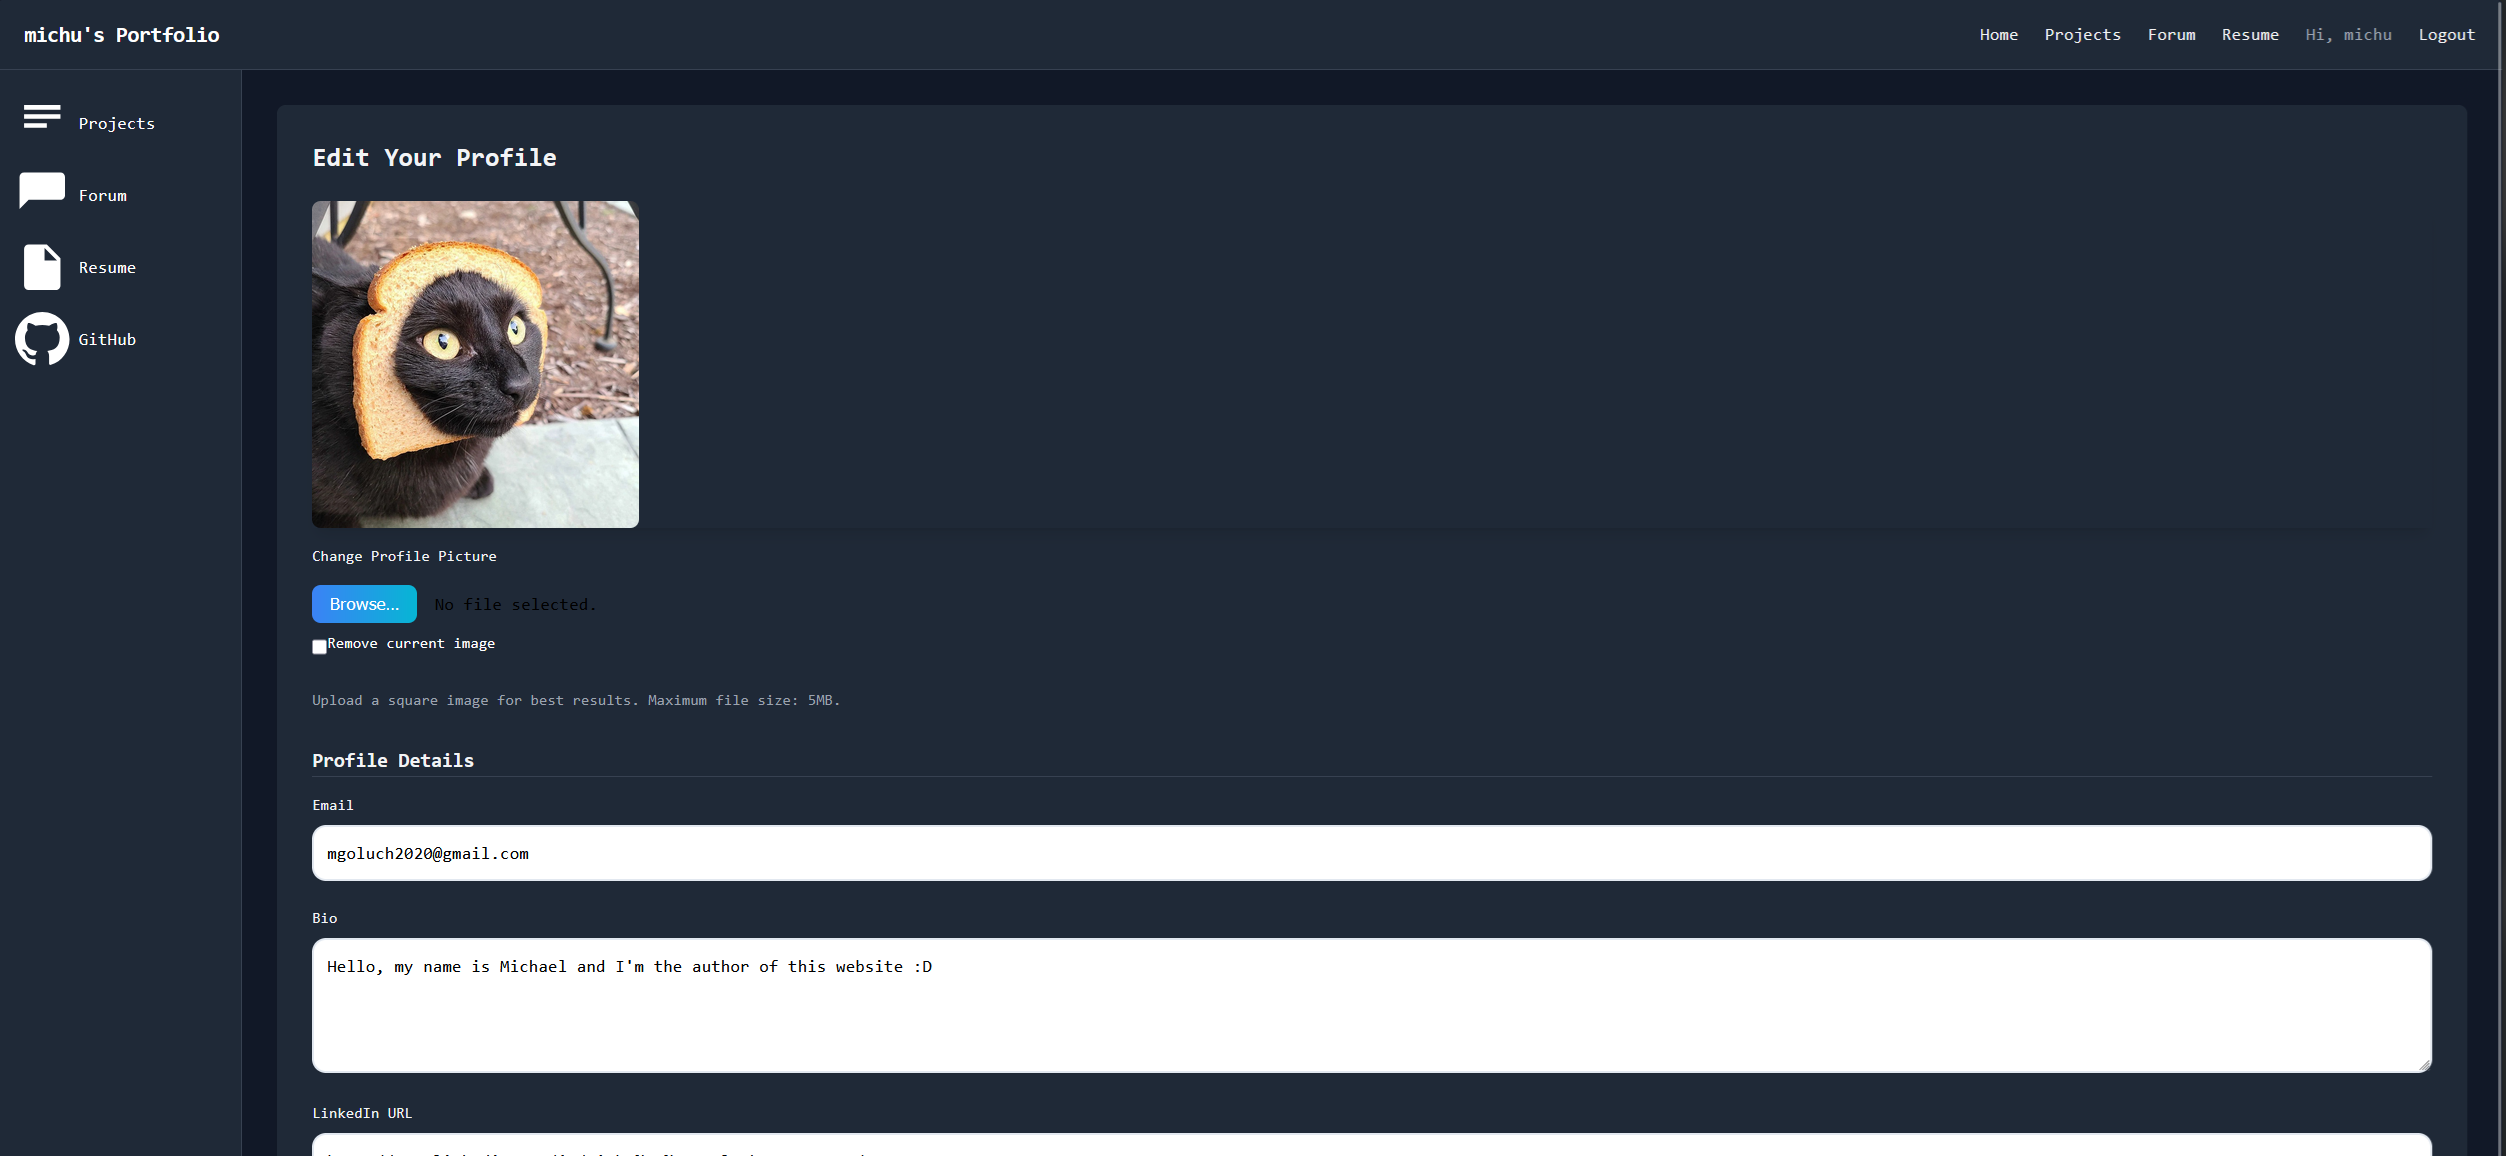 michu's Portfolio
Home Projects Forum Resume Hi, michu Logout
Projects
Forum
Resume
GitHub
Edit Your Profile
Change Profile Picture
Browse... No file selected.
Remove current image
Upload a square image for best results. Maximum file size: 5MB.
Profile Details
Email
mgoluch2020@gmail.com
Bio
Hello, my name is Michael and I'm the author of this website :D
LinkedIn URL